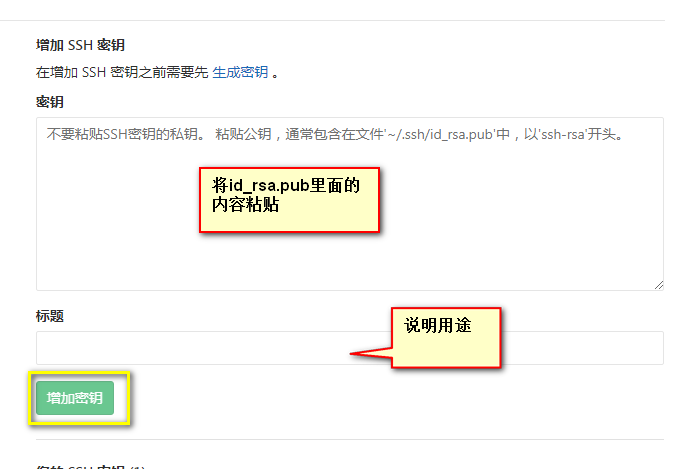 增加 SSH 密钥
在增加 SSH 密钥之前需要先 生成密钥 。
密钥
不要粘贴SSH密钥的私钥。 粘贴公钥，通常包含在文件'~/.ssh/id_rsa.pub'中，以'ssh-rsa'开头。
将id_rsa.pub里面的
内容粘贴
标题
说明用途
增加密钥